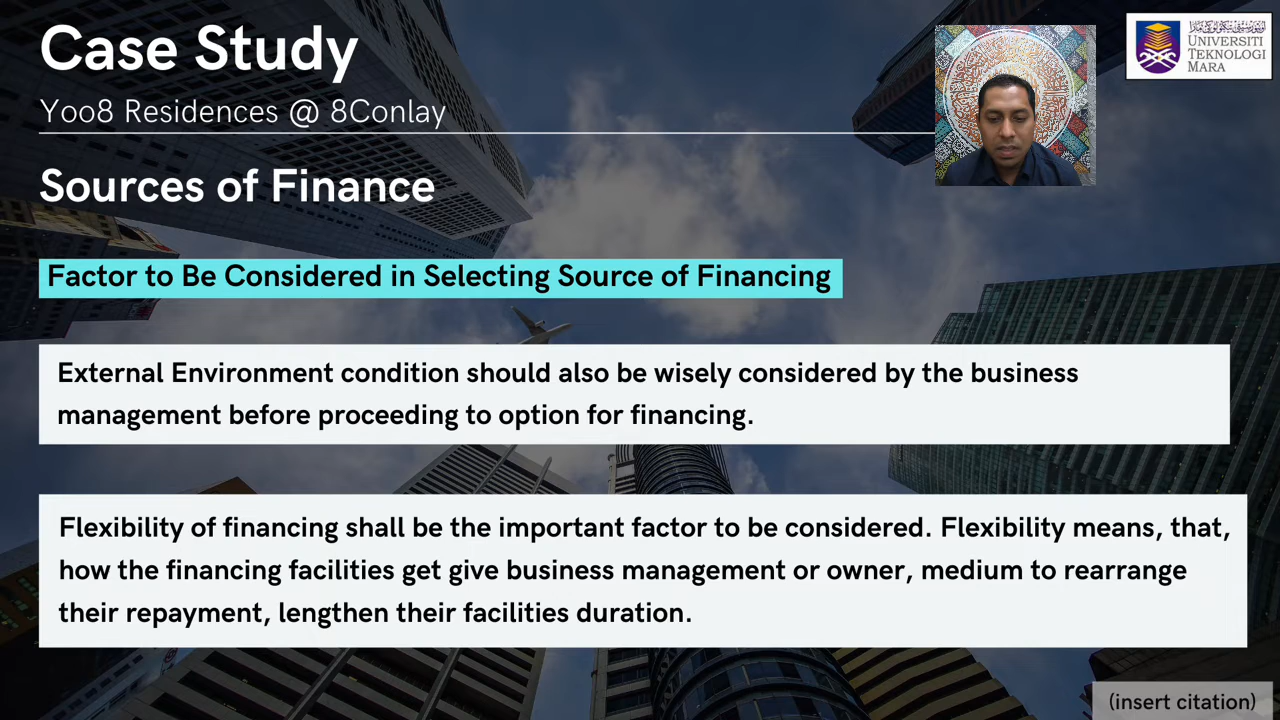 Case Study
Yoo8 Residences @ 8Conlay
UNIVERSITI
TEKNOLOGI
MARA
Sources of Finance
Factor to Be Considered in Selecting Source of Financing
External Environment condition should also be wisely considered by the business
management before proceeding to option for financing.
Flexibility of financing shall be the important factor to be considered. Flexibility means, that,
how the financing facilities get give business management or owner, medium to rearrange
their repayment, lengthen their facilities duration.
(insert citation)